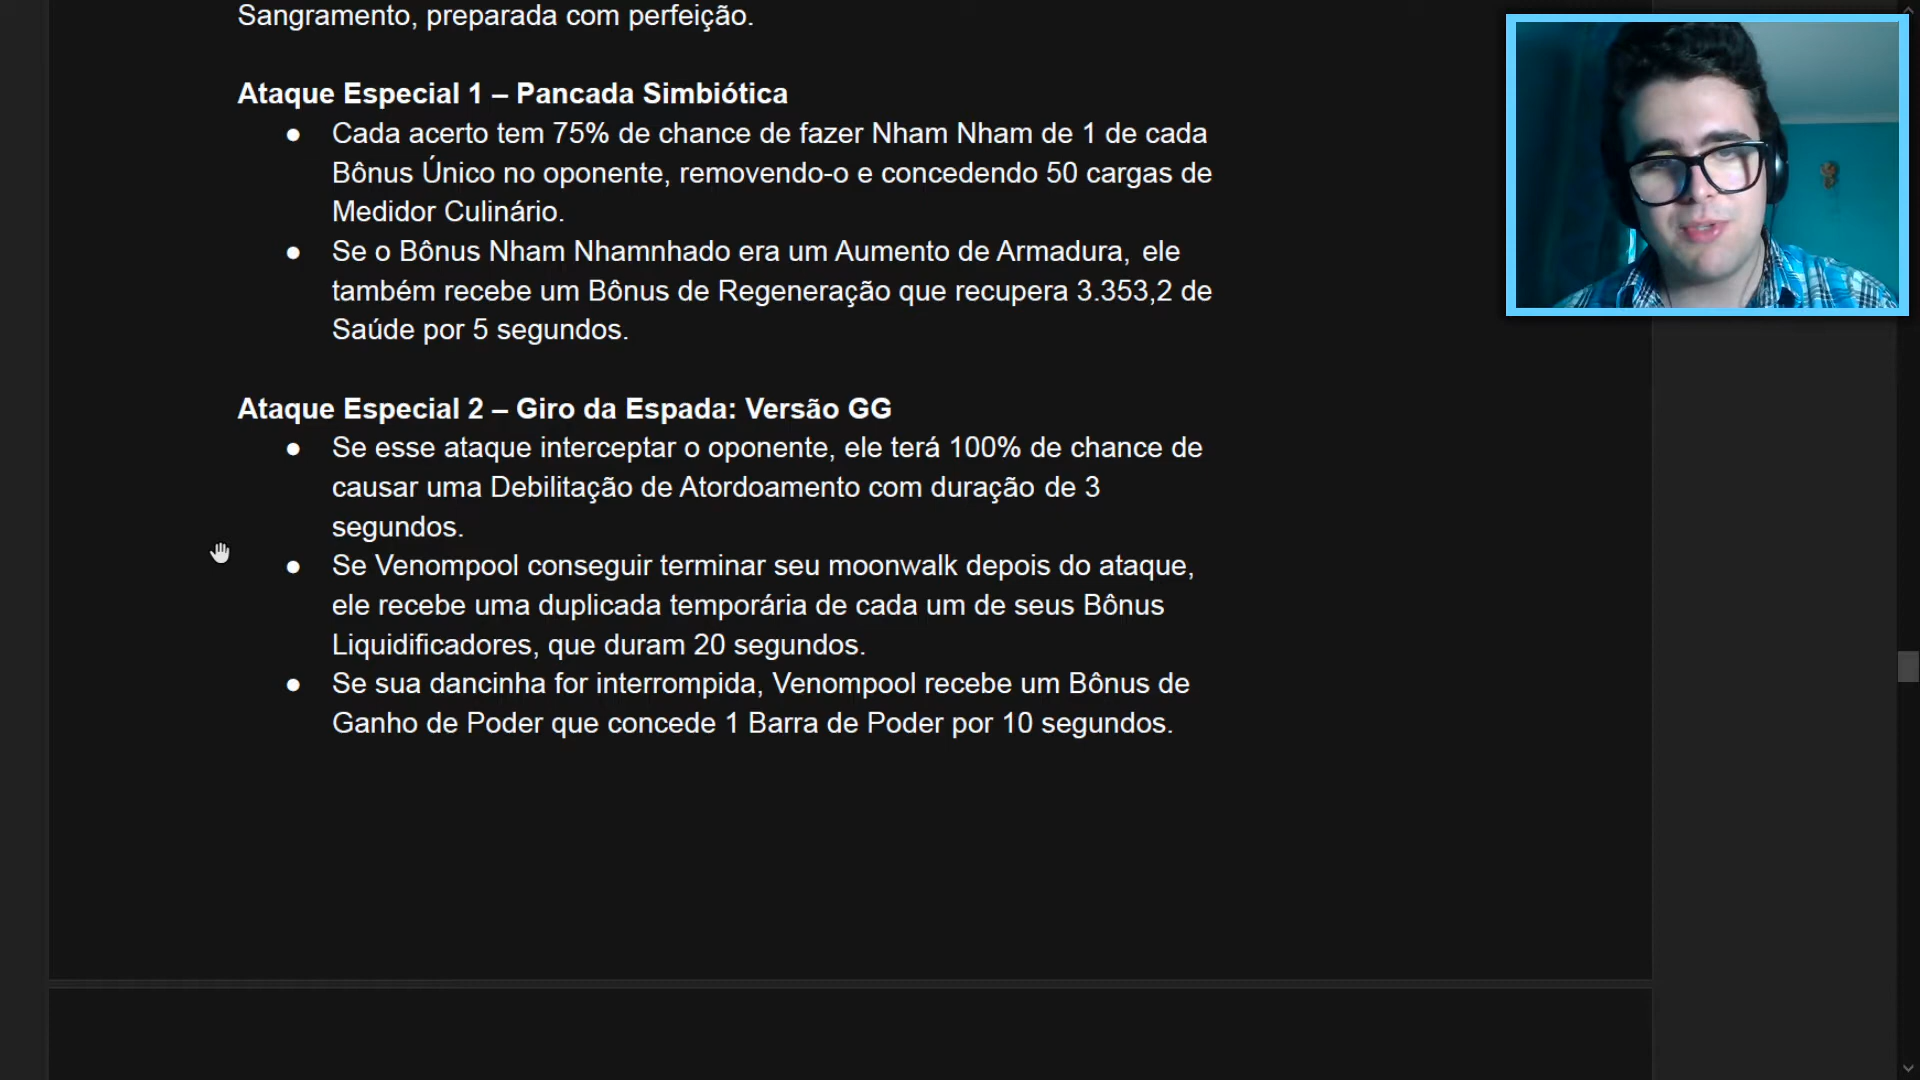 Sangramento, preparada com perfeição.
Ataque Especial 1 – Pancada Simbiótica
● Cada acerto tem 75% de chance de fazer Nham Nham de 1 de cada
Bônus Único no oponente, removendo-o e concedendo 50 cargas de
Medidor Culinário.
● Se o Bônus Nham Nhamnhado era um Aumento de Armadura, ele
também recebe um Bônus de Regeneração que recupera 3.353,2 de
Saúde por 5 segundos.
Ataque Especial 2 – Giro da Espada: Versão GG
● Se esse ataque interceptar o oponente, ele terá 100% de chance de
causar uma Debilitação de Atordoamento com duração de 3
segundos.
● Se Venompool conseguir terminar seu moonwalk depois do ataque,
ele recebe uma duplicada temporária de cada um de seus Bônus
Liquidificadores, que duram 20 segundos.
● Se sua dancinha for interrompida, Venompool recebe um Bônus de
Ganho de Poder que concede 1 Barra de Poder por 10 segundos.